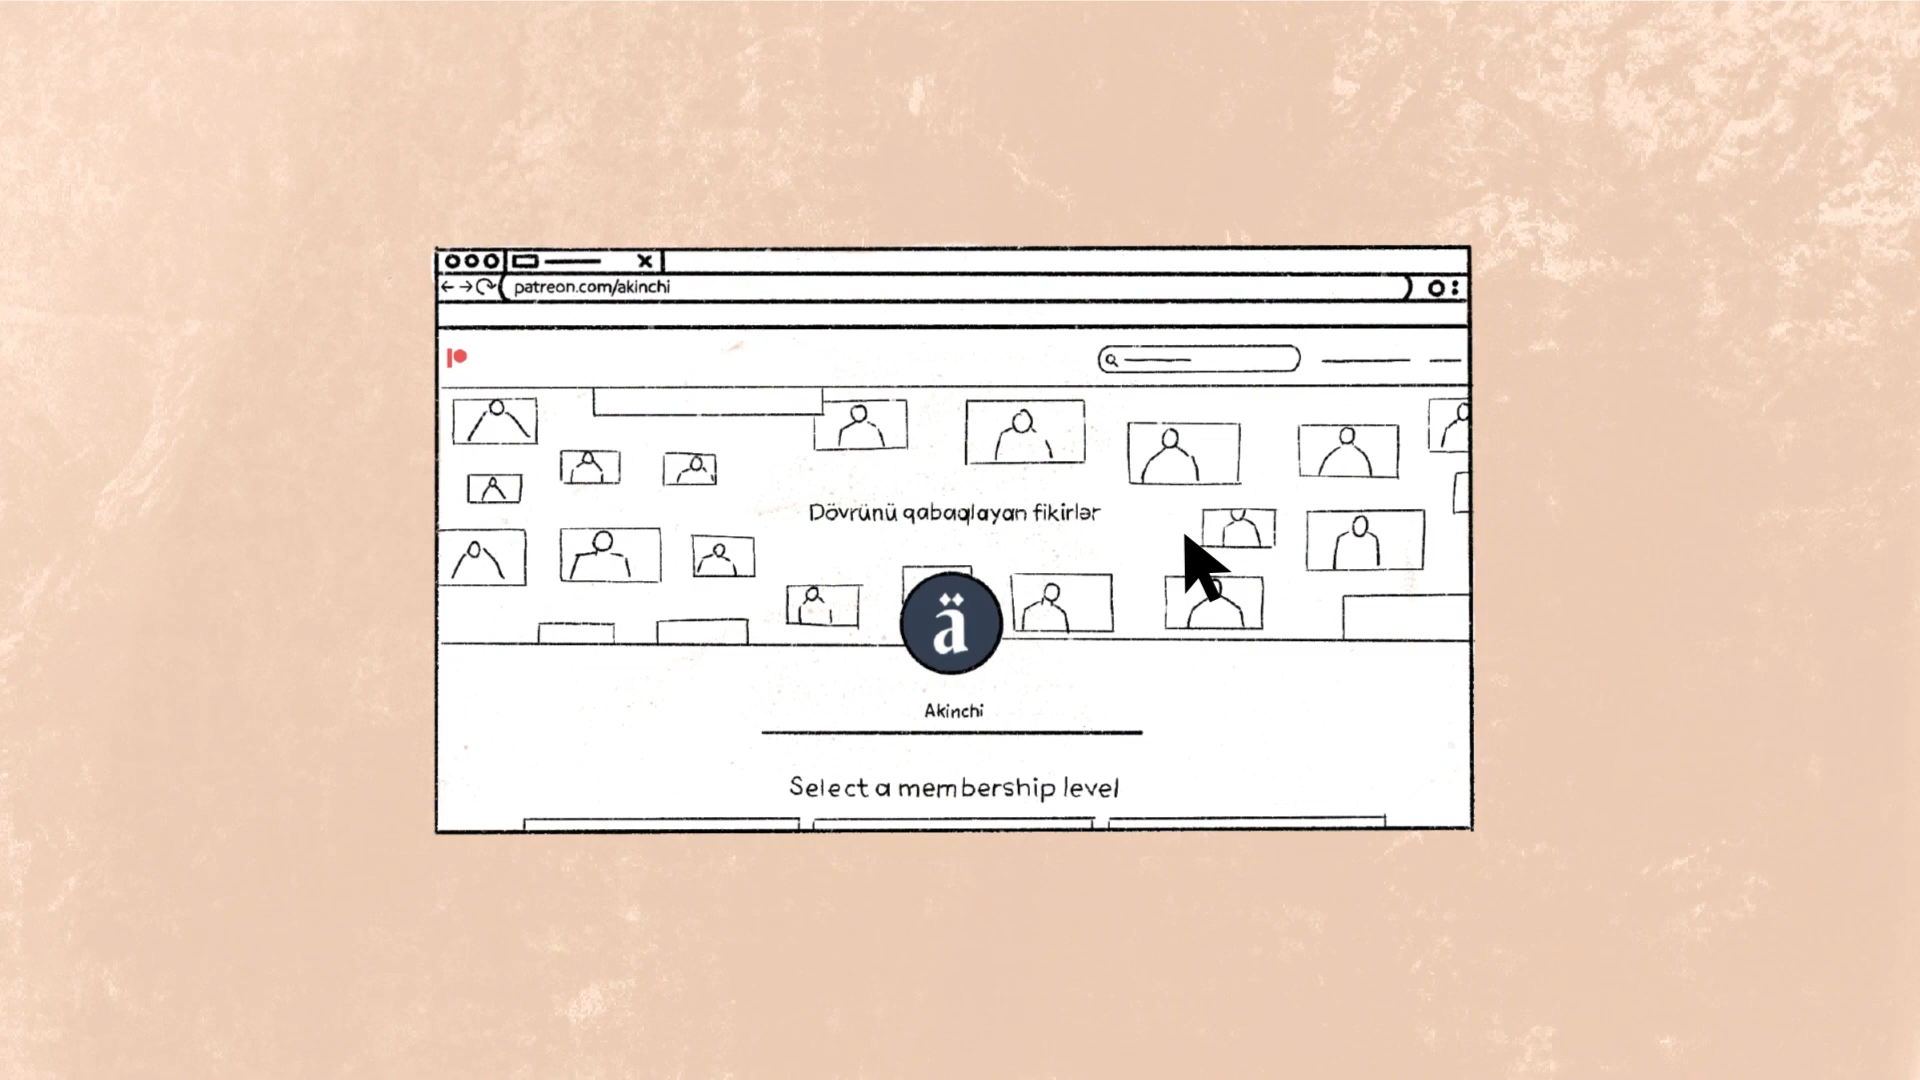 patreon.com/akinchi
Dövrünü qabaqlayan fikirlər
ä
Akinchi
Select a membership level